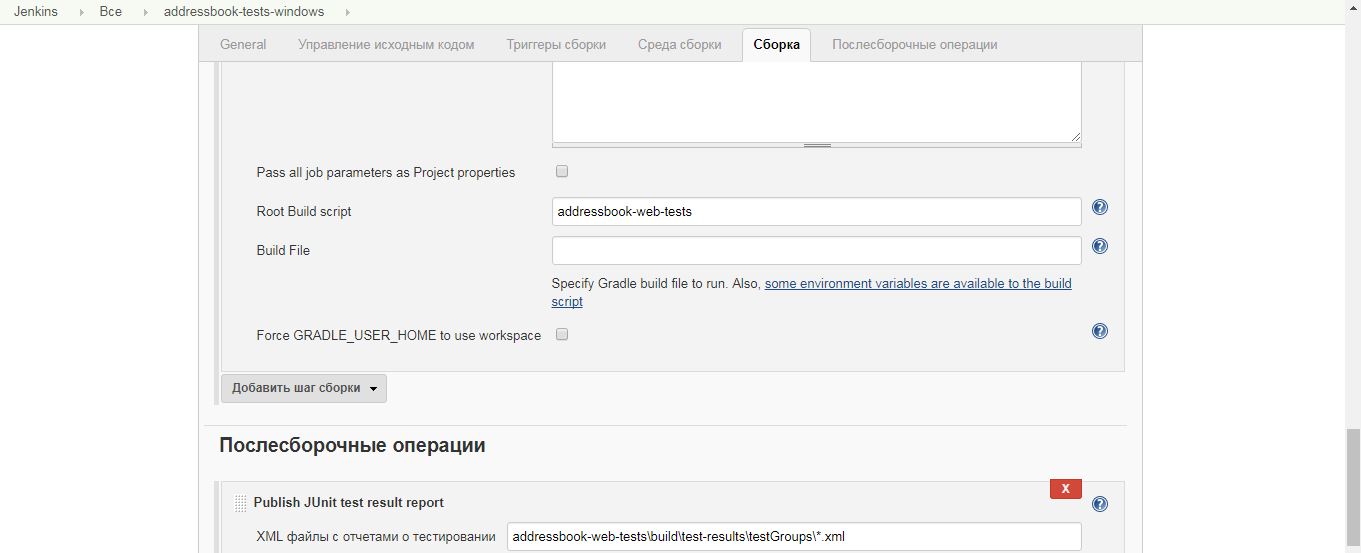 Jenkins Все addressbook-tests-windows
General Управление исходным кодом Триггеры сборки Среда сборки Сборка Послесборочные операции
Pass all job parameters as Project properties
Root Build script addressbook-web-tests
Build File
Specify Gradle build file to run. Also, some environment variables are available to the build
script
Force GRADLE_USER_HOME to use workspace
Добавить шаг сборки
Послесборочные операции
X
Publish JUnit test result report
XML файлы с отчетами о тестировании addressbook-web-tests\build\test-results\testGroups\*.xml